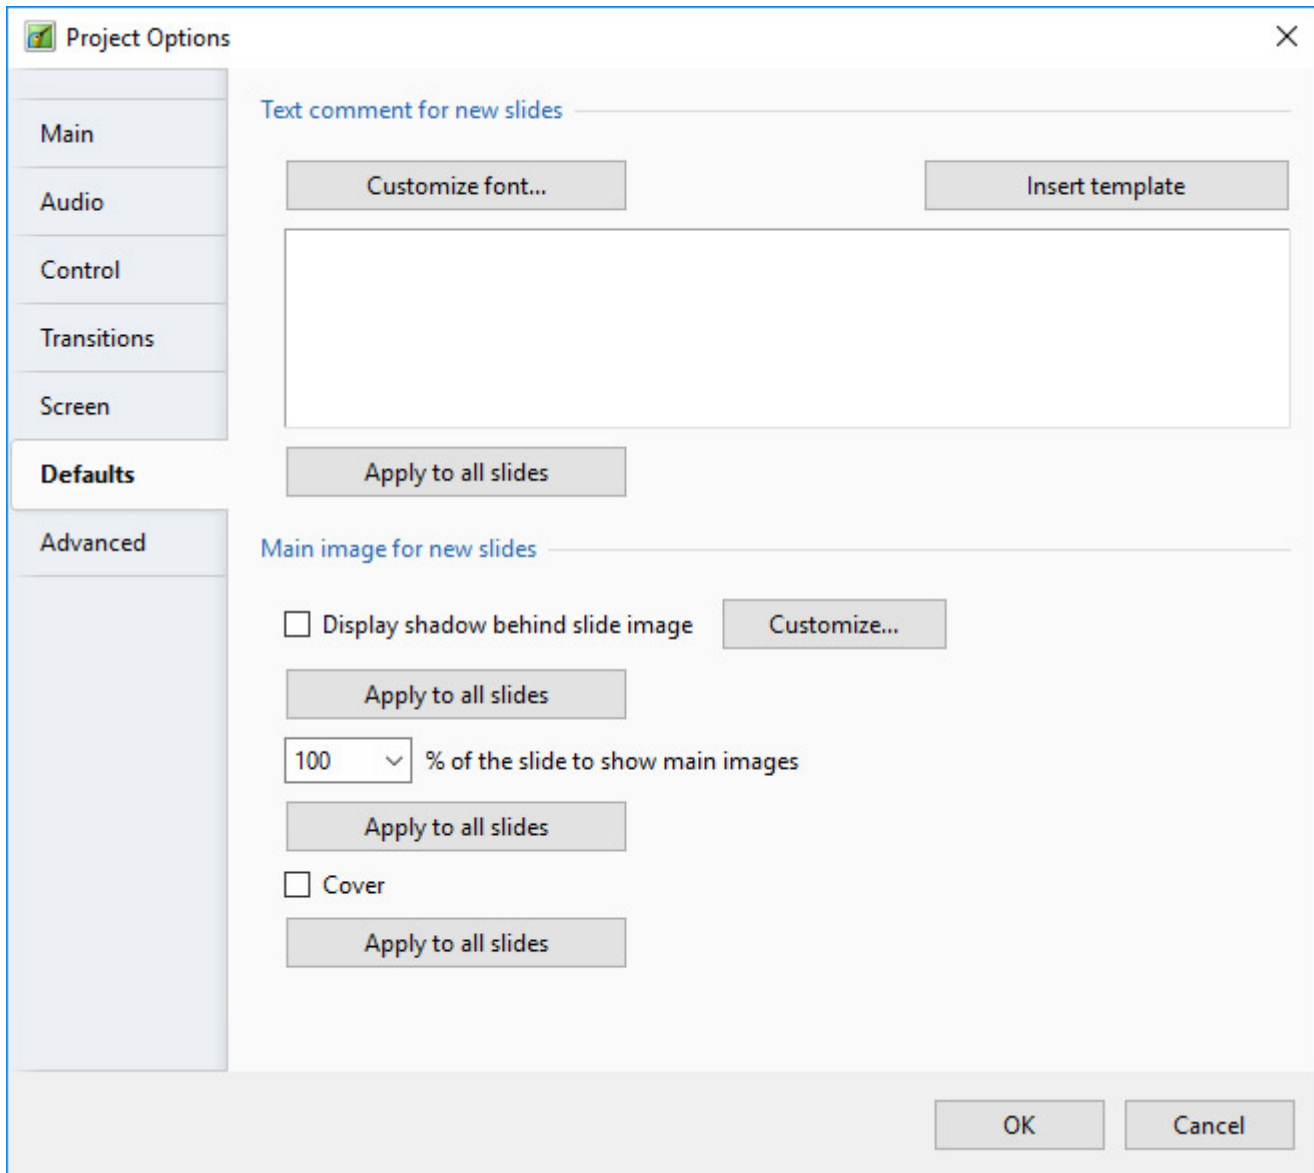 Project Options
Main
Audio
Control
Transitions
Screen
Defaults
Advanced
Text comment for new slides
Customize font... Insert template
Apply to all slides
Main image for new slides
Display shadow behind slide image Customize...
Apply to all slides
100 % of the slide to show main images
Apply to all slides
Cover
Apply to all slides
OK Cancel